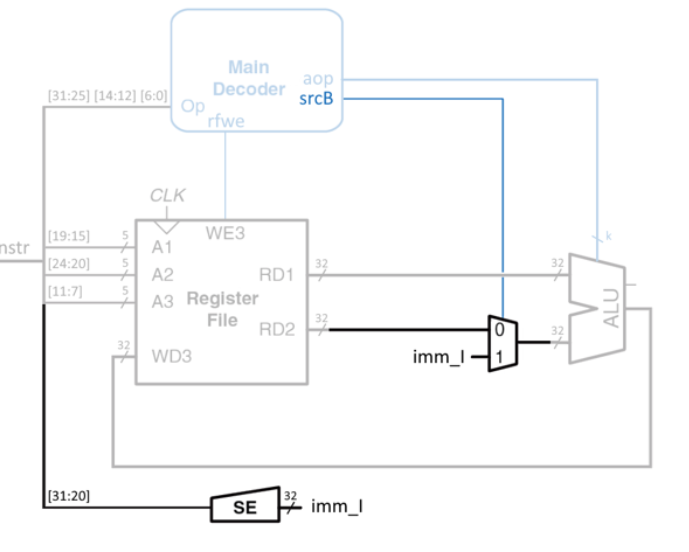 Main
Decoder
aop
srcB
[31:25] [14:12] [6:0]
Op
rfwe
CLK
k
nstr
[19:15]
5
A1
WE3
[24:20]
5
A2
RD1
32
32
[11:7]
5
A3
Register
File
ALU
RD2
32
0
32
32
WD3
imm_I
1
[31:20]
SE
32
imm_I